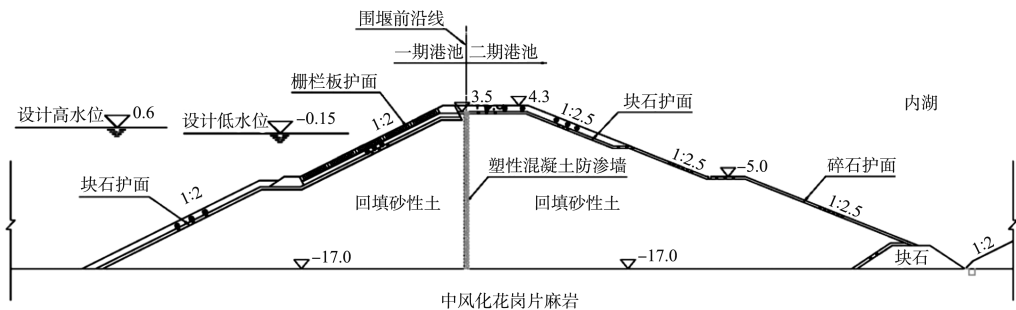 围堰前沿线
一期港池 二期港池
栅栏板护面
3.5
4.3
1:2.5
块石护面
内湖
设计高水位 0.6
设计低水位 -0.15
1:2
块石护面
1:2
塑性混凝土防渗墙
1:2.5
-5.0
碎石护面
回填砂性土
回填砂性土
1:2.5
-17.0
-17.0
块石
1:2
中风化花岗片麻岩